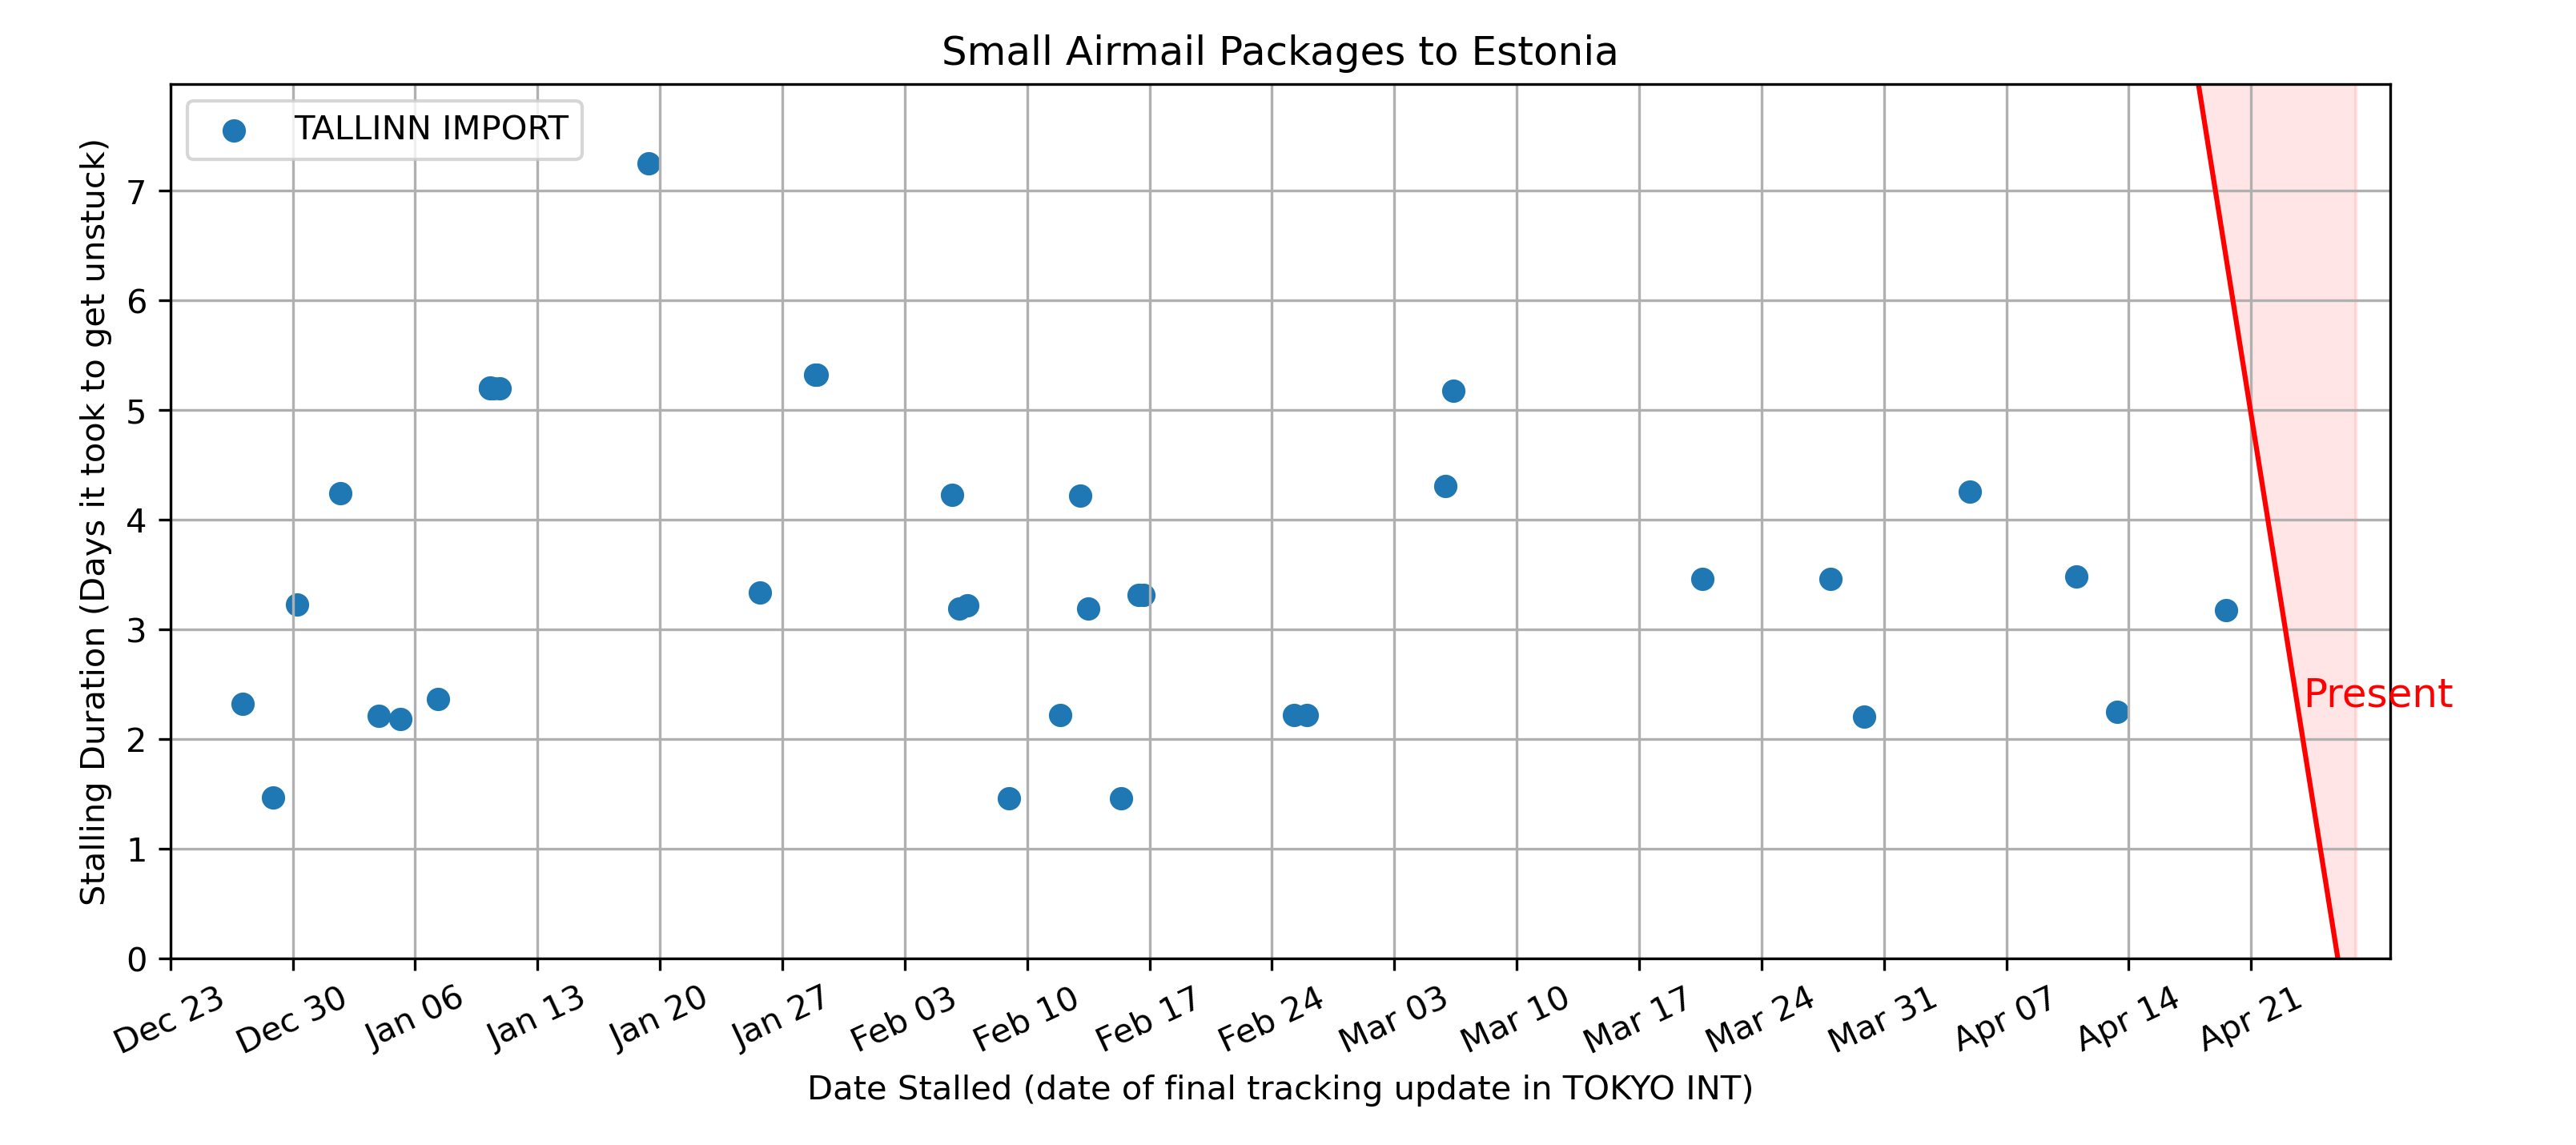 Small Airmail Packages to Estonia
TALLINN IMPORT
Stalling Duration (Days it took to get unstuck)
7
6
5
4
3
2
1
0
Present
Dec 23
Dec 30
Jan 06
Jan 13
Jan 20
Jan 27
Feb 03
Feb 10
Feb 17
Feb 24
Mar 03
Mar 10
Mar 17
Mar 24
Mar 31
Apr 07
Apr 14
Apr 21
Date Stalled (date of final tracking update in TOKYO INT)